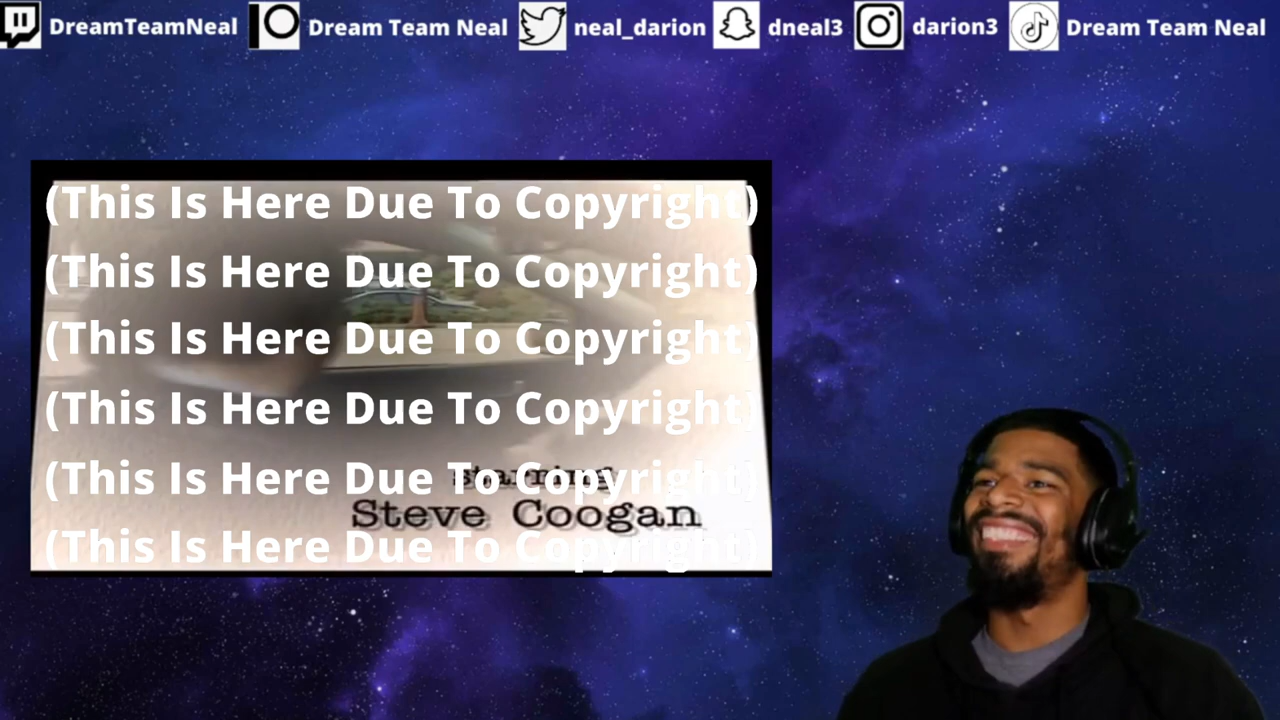 DreamTeamNeal Dream Team Neal neal_darion dneal3 darion3 Dream Team Neal
(This Is Here Due To Copyright)
(This Is Here Due To Copyright)
(This Is Here Due To Copyright)
(This Is Here Due To Copyright)
(This Is Here Due To Copyright)
starring
Steve Coogan
(This Is Here Due To Copyright)